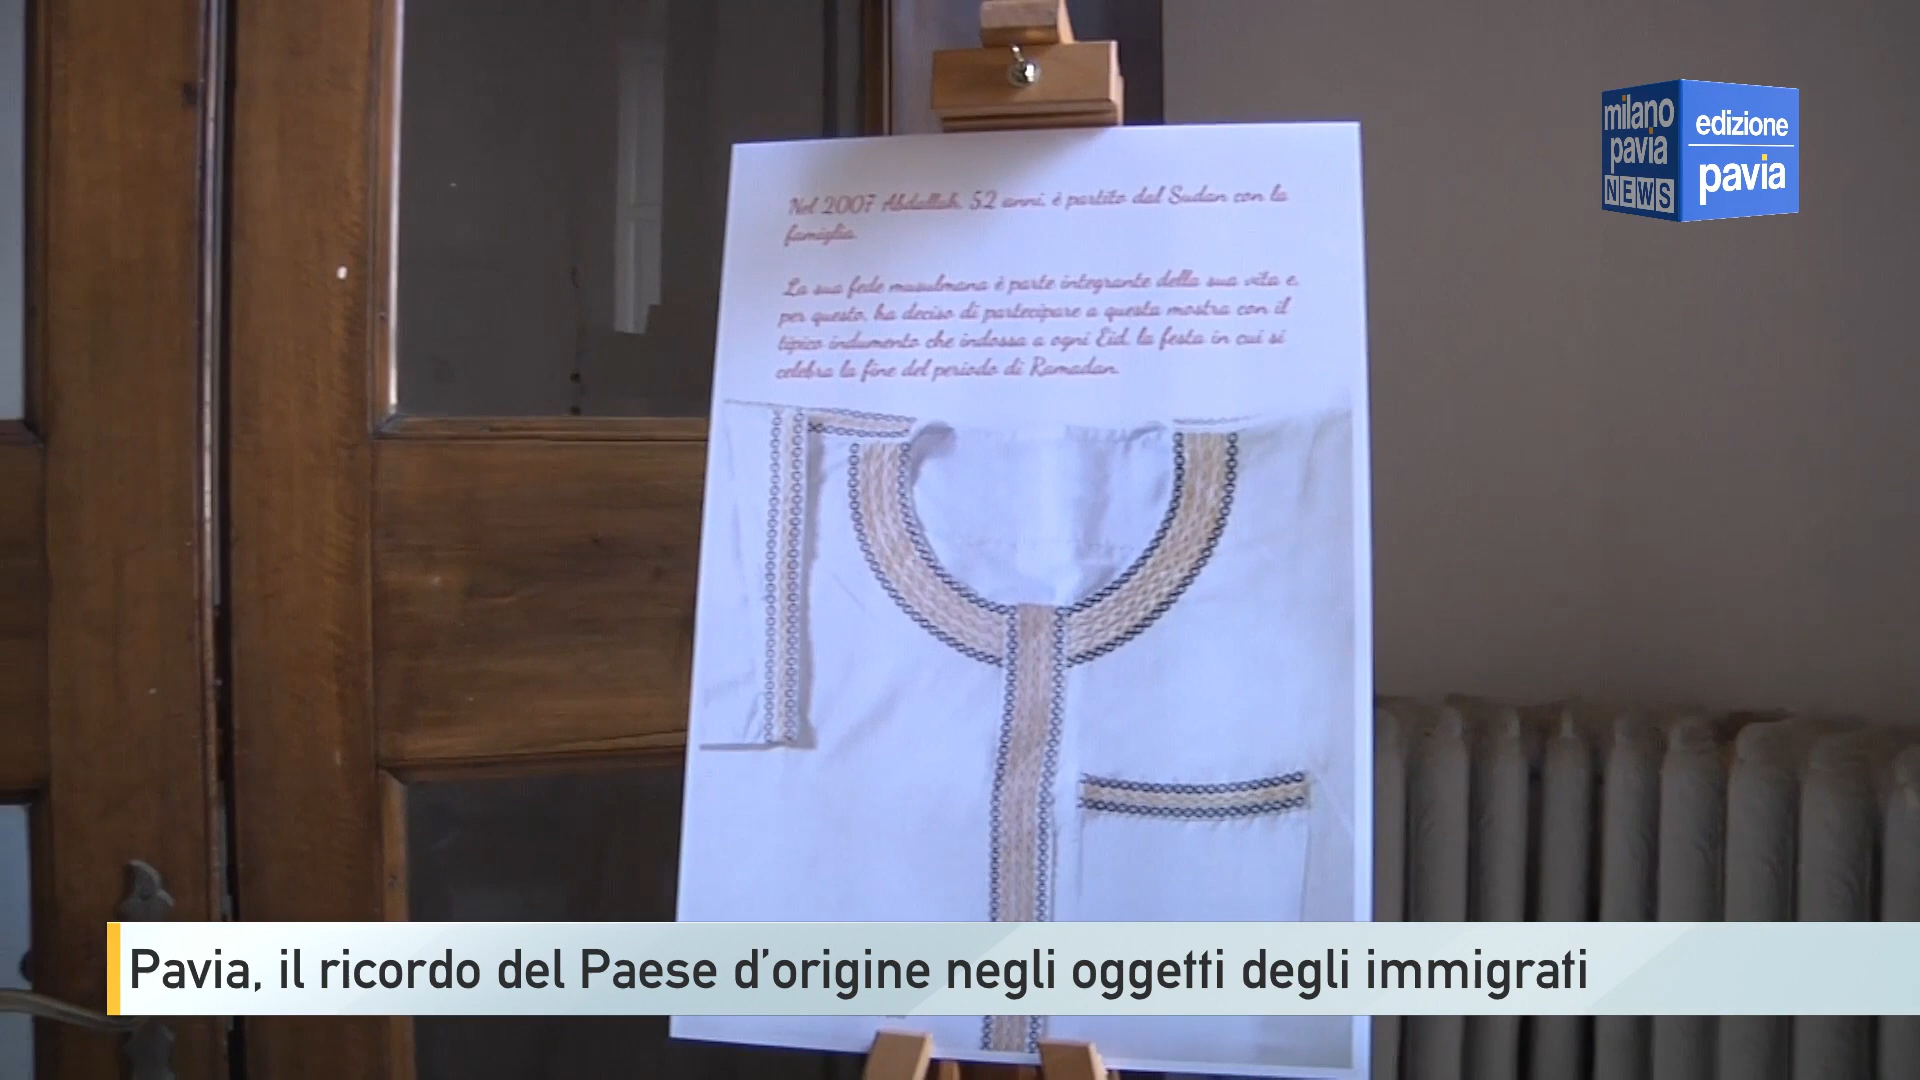 milano
pavia
NEWS
edizione
pavia
Nel 2007 Abdullah, 52 anni, è partito dal Sudan con la
famiglia.
La sua fede musulmana è parte integrante della sua vita e,
per questo, ha deciso di partecipare a questa mostra con il
tipico indumento che indossa a ogni Eid, la festa in cui si
celebra la fine del periodo di Ramadan.
Pavia, il ricordo del Paese d'origine negli oggetti degli immigrati